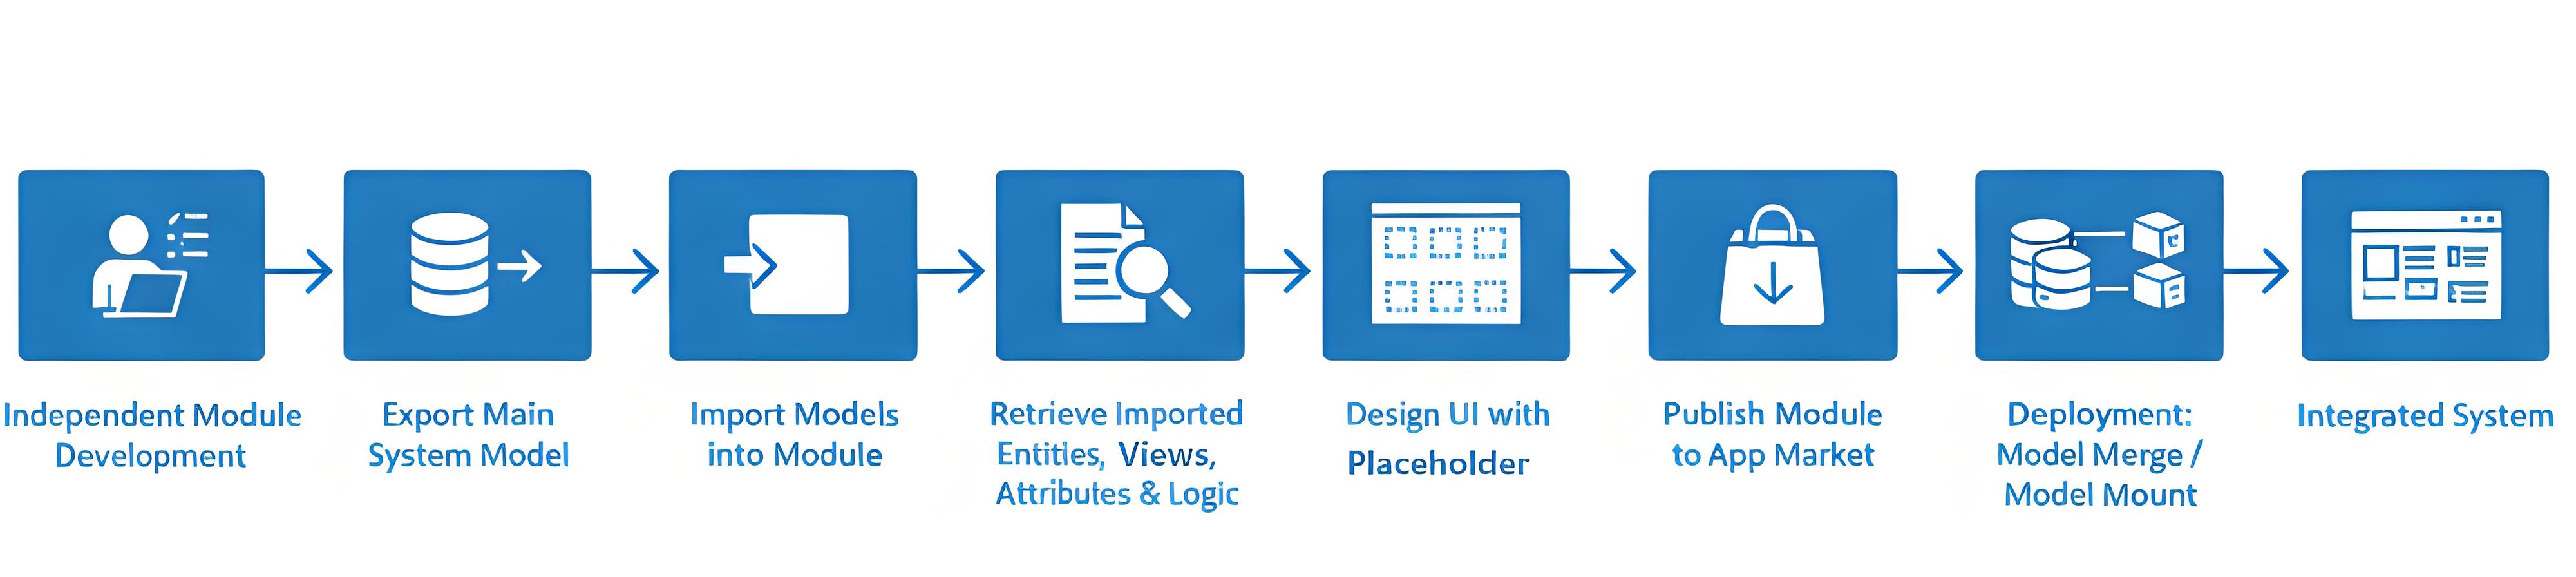 Independent Module
Development
Export Main
System Model
Import Models
into Module
Retrieve Imported
Entities, Views,
Attributes & Logic
Design UI with
Placeholder
Publish Module
to App Market
Deployment:
Model Merge /
Model Mount
Integrated System